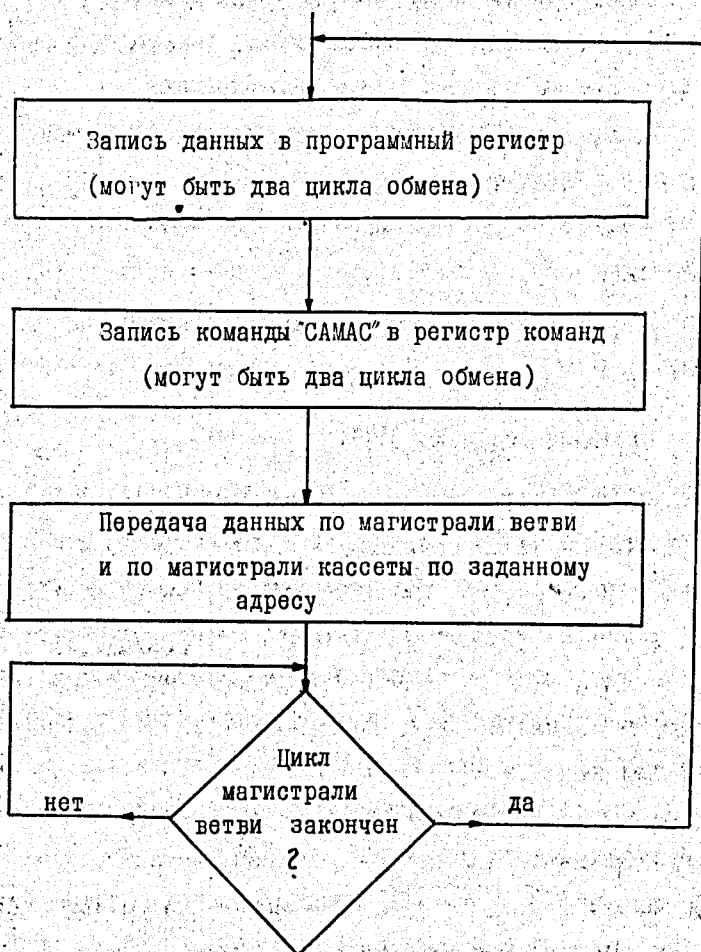 Запись данных в программный регистр
(могут быть два цикла обмена)
Запись команды "САМАС" в регистр команд
(могут быть два цикла обмена)
Передача данных по магистрали ветви
и по магистрали кассеты по заданному
адресу
Цикл
магистрали
ветви закончен
?
нет
да